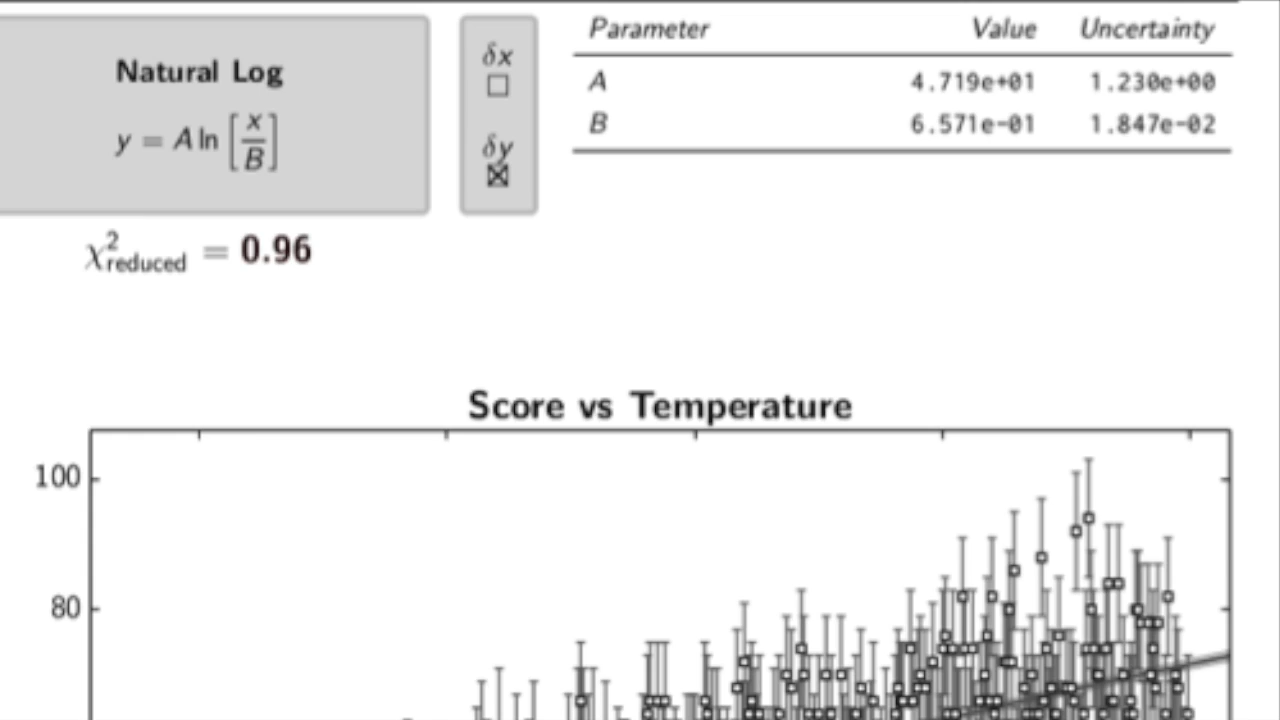 Natural Log
y = A ln [x/B]
δx
δy
Parameter Value Uncertainty
A 4.719e+01 1.230e+00
B 6.571e-01 1.847e-02
χ²reduced = 0.96
Score vs Temperature
100
80